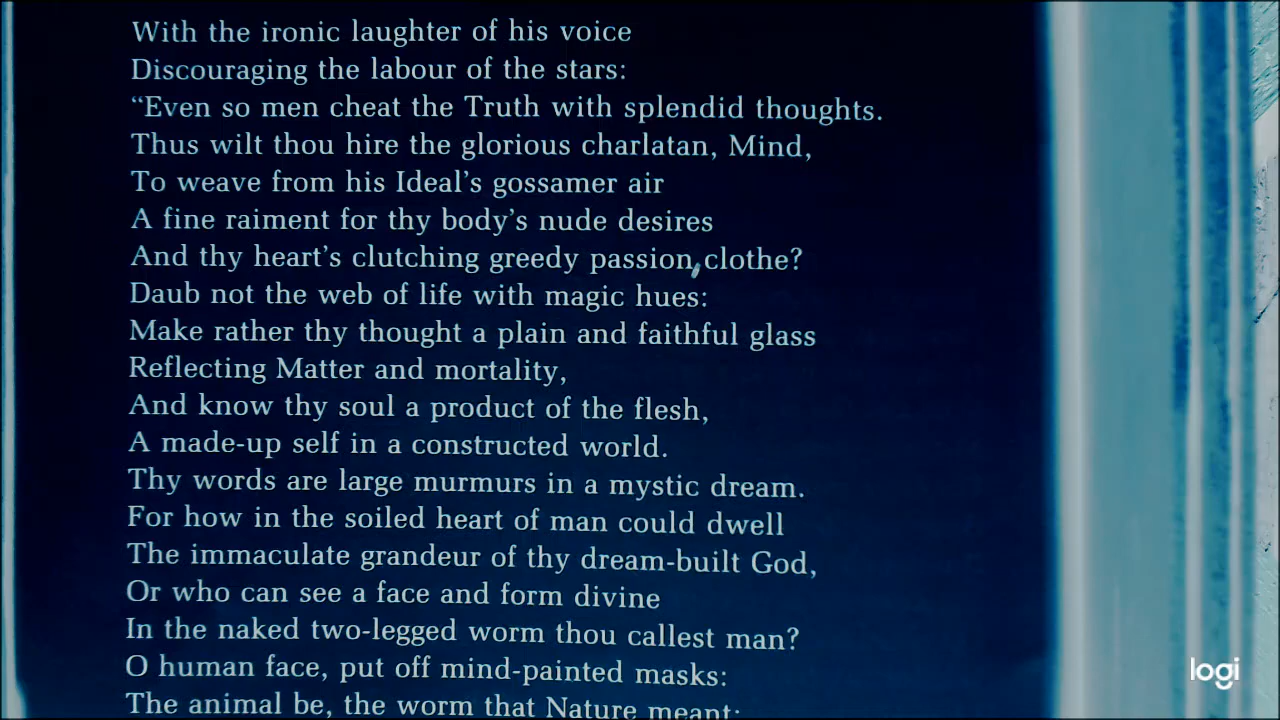 With the ironic laughter of his voice
Discouraging the labour of the stars:
“Even so men cheat the Truth with splendid thoughts.
Thus wilt thou hire the glorious charlatan, Mind,
To weave from his Ideal’s gossamer air
A fine raiment for thy body’s nude desires
And thy heart’s clutching greedy passion, clothe?
Daub not the web of life with magic hues:
Make rather thy thought a plain and faithful glass
Reflecting Matter and mortality,
And know thy soul a product of the flesh,
A made-up self in a constructed world.
Thy words are large murmurs in a mystic dream.
For how in the soiled heart of man could dwell
The immaculate grandeur of thy dream-built God,
Or who can see a face and form divine
In the naked two-legged worm thou callest man?
O human face, put off mind-painted masks:
The animal be, the worm that Nature meant;
logi